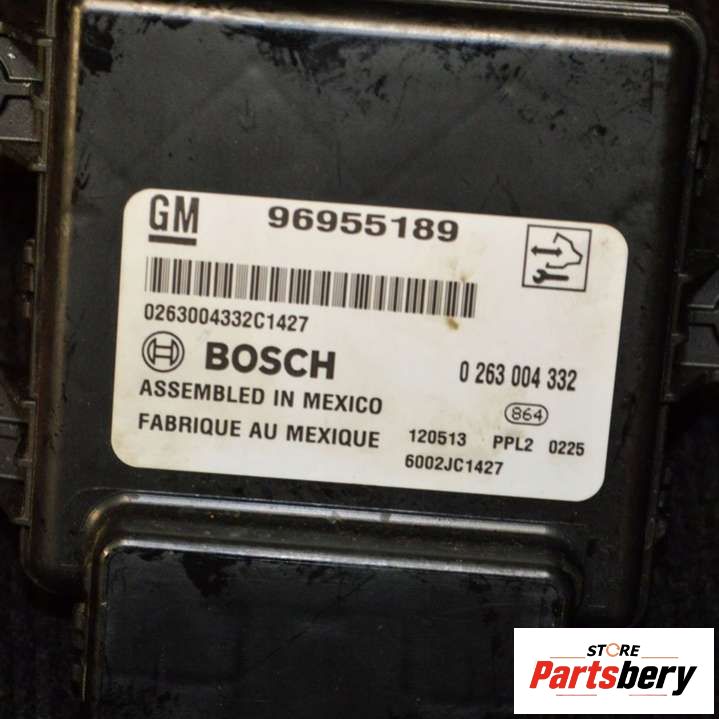 GM 96955189
0263004332C1427
BOSCH 0 263 004 332
ASSEMBLED IN MEXICO
864
FABRIQUE AU MEXIQUE 120513 PPL2 0225
6002JC1427
STORE
Partsbery